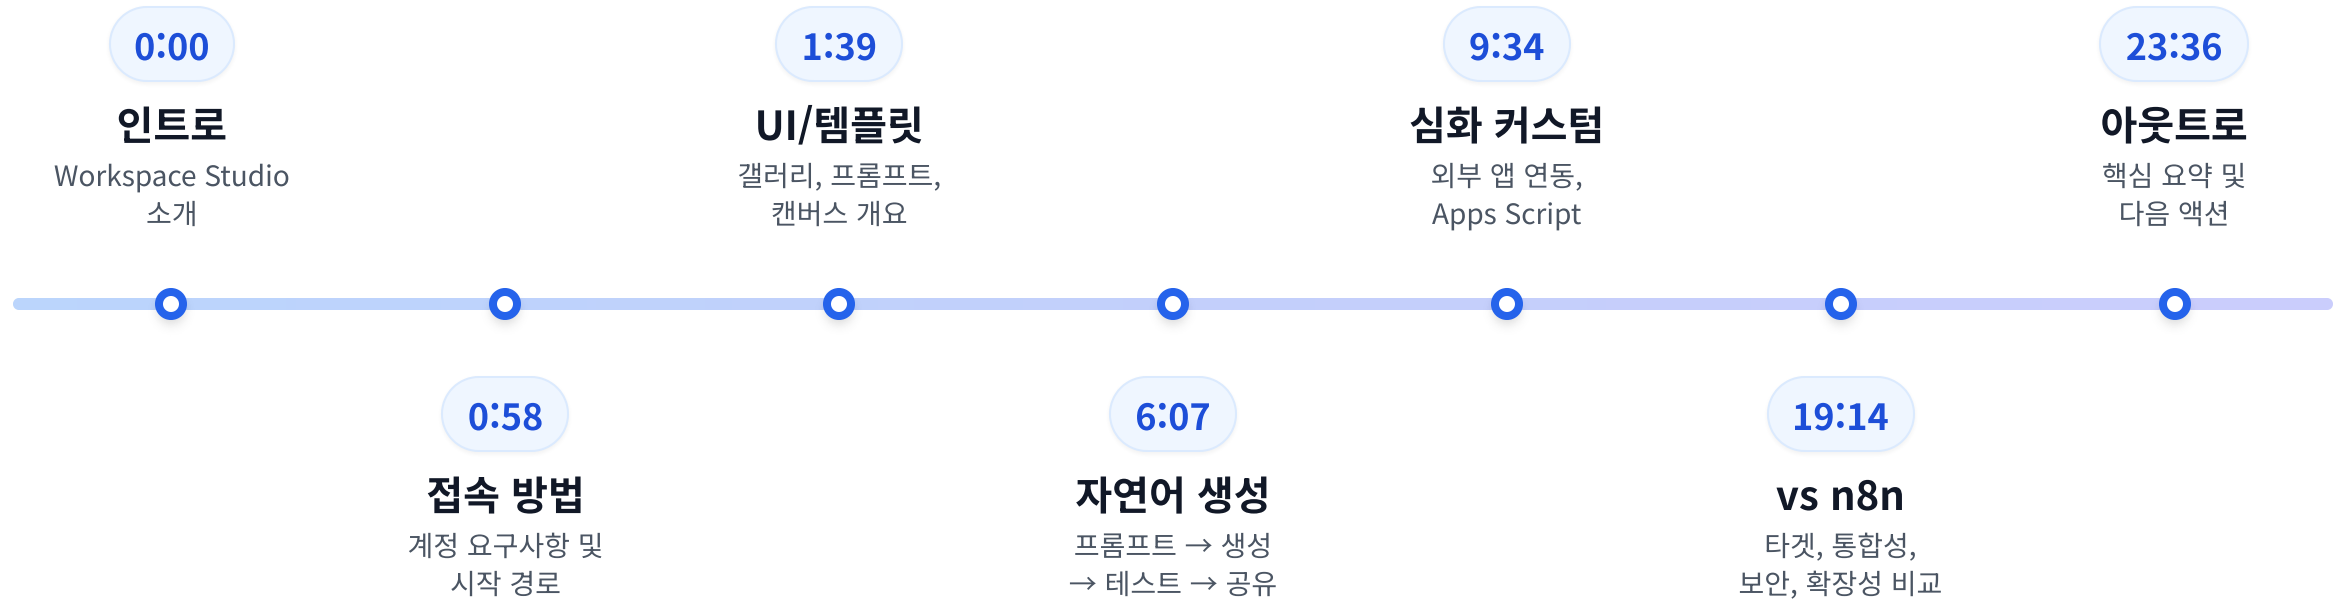 0:00
인트로
Workspace Studio
소개
0:58
접속 방법
계정 요구사항 및
시작 경로
1:39
UI/템플릿
갤러리, 프롬프트,
캔버스 개요
6:07
자연어 생성
프롬프트 → 생성
→ 테스트 → 공유
9:34
심화 커스텀
외부 앱 연동,
Apps Script
19:14
vs n8n
타겟, 통합성,
보안, 확장성 비교
23:36
아웃트로
핵심 요약 및
다음 액션